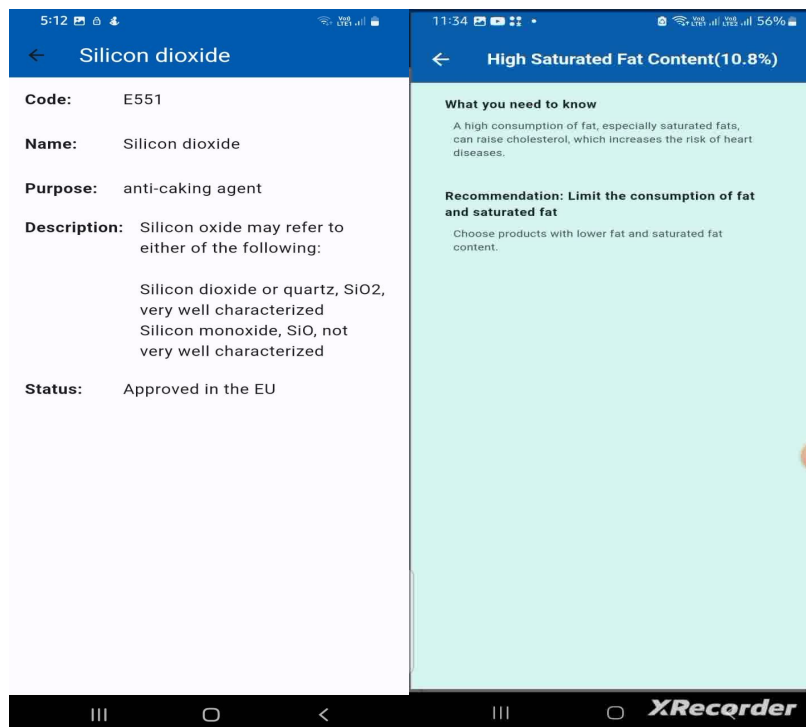 5:12
Silicon dioxide
Code: E551
Name: Silicon dioxide
Purpose: anti-caking agent
Description: Silicon oxide may refer to
either of the following:
Silicon dioxide or quartz, SiO2,
very well characterized
Silicon monoxide, SiO, not
very well characterized
Status: Approved in the EU
11:34 56%
High Saturated Fat Content(10.8%)
What you need to know
A high consumption of fat, especially saturated fats,
can raise cholesterol, which increases the risk of heart
diseases.
Recommendation: Limit the consumption of fat
and saturated fat
Choose products with lower fat and saturated fat
content.
XRecorder